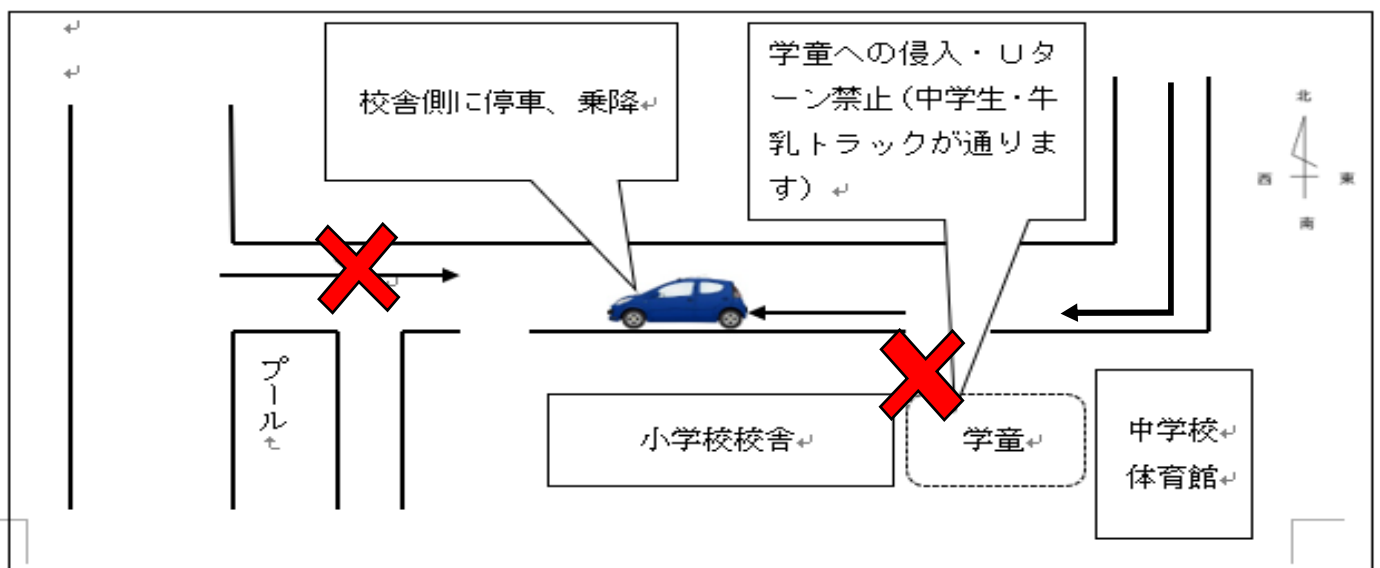 校舎側に停車、乗降
学童への侵入・Uタ
ーン禁止(中学生・牛
乳トラックが通りま
す)
北
西
東
南
プール
小学校校舎
学童
中学校
体育館